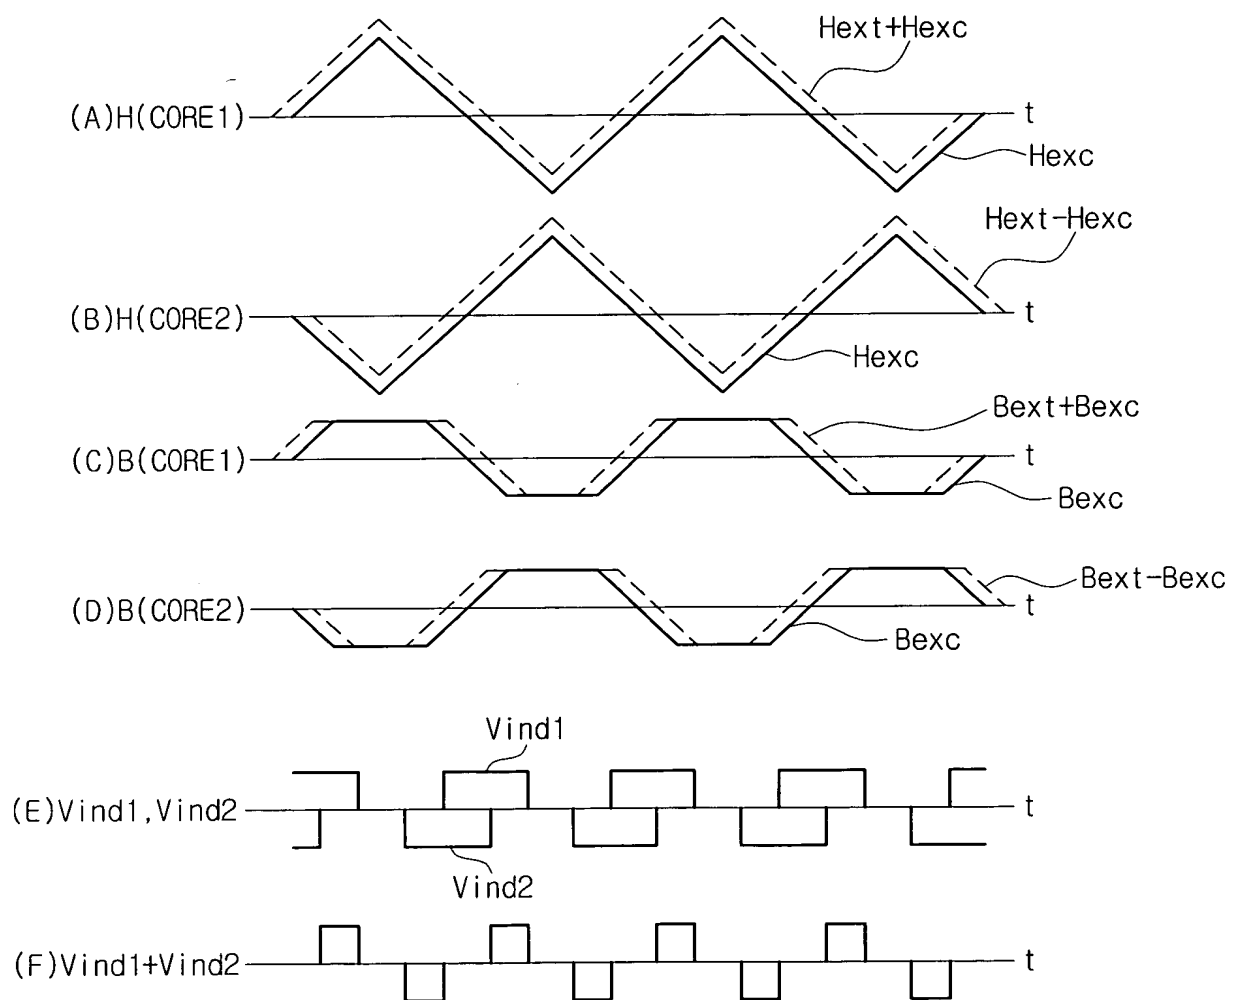 Hext+Hexc
(A)H(CORE1)
t
Hexc
Hext-Hexc
(B)H(CORE2)
t
Hexc
Bext+Bexc
(C)B(CORE1)
t
Bexc
Bext-Bexc
(D)B(CORE2)
t
Bexc
Vind1
(E)Vind1,Vind2
t
Vind2
(F)Vind1+Vind2
t